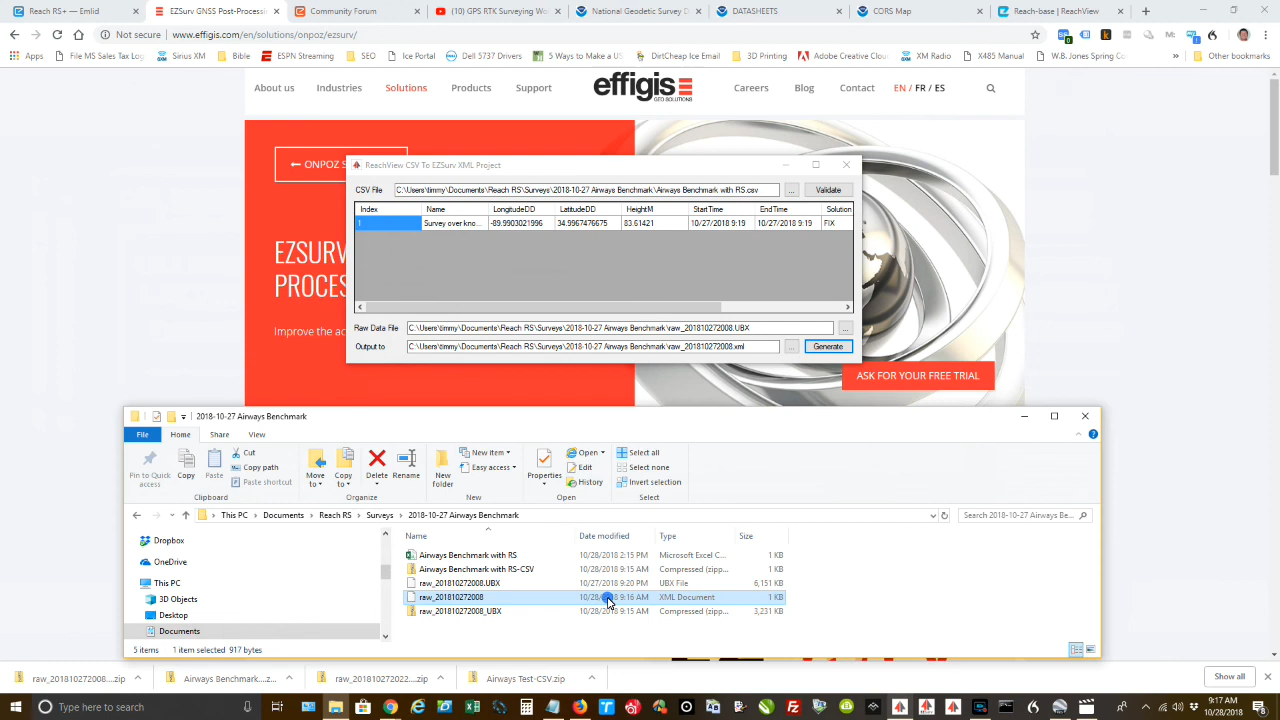 Reach RS+ — Emlid
EZSurv GNSS Post-Processi
Community Forum
(10) GPS RTK Surveying Wo
National Geodetic Survey D
DATASHEETS
CORS Map
Reach-base | ReachView
Not secure | www.effigis.com/en/solutions/onpoz/ezsurv/
Farm
File MS Sales Tax Log
Sirius XM
Bible
ESPN Streaming
SEO
Ice Portal
Dell 5737 Drivers
5 Ways to Make a US
DirtCheap Ice Email
3D Printing
Adobe Creative Clou
XM Radio
X485 Manual
W.B. Jones Spring Co
» Other bookmarks
About us
Industries
Solutions
Products
Support
effigis
GEO SOLUTIONS
Careers
Blog
Contact
EN / FR / ES
← ONPOZ S
EZSURV
PROCES
Improve the ac
ASK FOR YOUR FREE TRIAL
ReachView CSV To EZSurv XML Project
CSV File C:\Users\timmy\Documents\Reach RS\Surveys\2018-10-27 Airways Benchmark\Airways Benchmark with RS.csv ... Validate
Index Name LongitudeDD LatitudeDD HeightM StartTime EndTime Solution
1 Survey over kno... -89.9903021996 34.9967476675 83.61421 10/27/2018 9:19 10/27/2018 9:19 FIX
Raw Data File C:\Users\timmy\Documents\Reach RS\Surveys\2018-10-27 Airways Benchmark\raw_201810272008.UBX ...
Output to C:\Users\timmy\Documents\Reach RS\Surveys\2018-10-27 Airways Benchmark\raw_201810272008.xml ... Generate
2018-10-27 Airways Benchmark
File Home Share View
Pin to Quick access
Copy
Paste
Cut
Copy path
Paste shortcut
Clipboard
Move to
Copy to
Delete
Rename
Organize
New folder
New item
Easy access
New
Properties
Open
Edit
History
Open
Select all
Select none
Invert selection
Select
This PC > Documents > Reach RS > Surveys > 2018-10-27 Airways Benchmark
Search 2018-10-27 Airways Be...
Name Date modified Type Size
Airways Benchmark with RS 10/28/2018 2:15 PM Microsoft Excel C... 1 KB
Airways Benchmark with RS-CSV 10/28/2018 9:15 AM Compressed (zipp... 1 KB
raw_201810272008.UBX 10/27/2018 9:20 PM UBX File 6,151 KB
raw_201810272008 10/28/2018 9:16 AM XML Document 1 KB
raw_201810272008_UBX 10/28/2018 9:15 AM Compressed (zipp... 3,231 KB
Dropbox
OneDrive
This PC
3D Objects
Desktop
Documents
5 items 1 item selected 917 bytes
raw_201810272008....zip
Airways Benchmark....z...
raw_201810272022....zip
Airways Test-CSV.zip
Show all
Type here to search
9:17 AM
10/28/2018